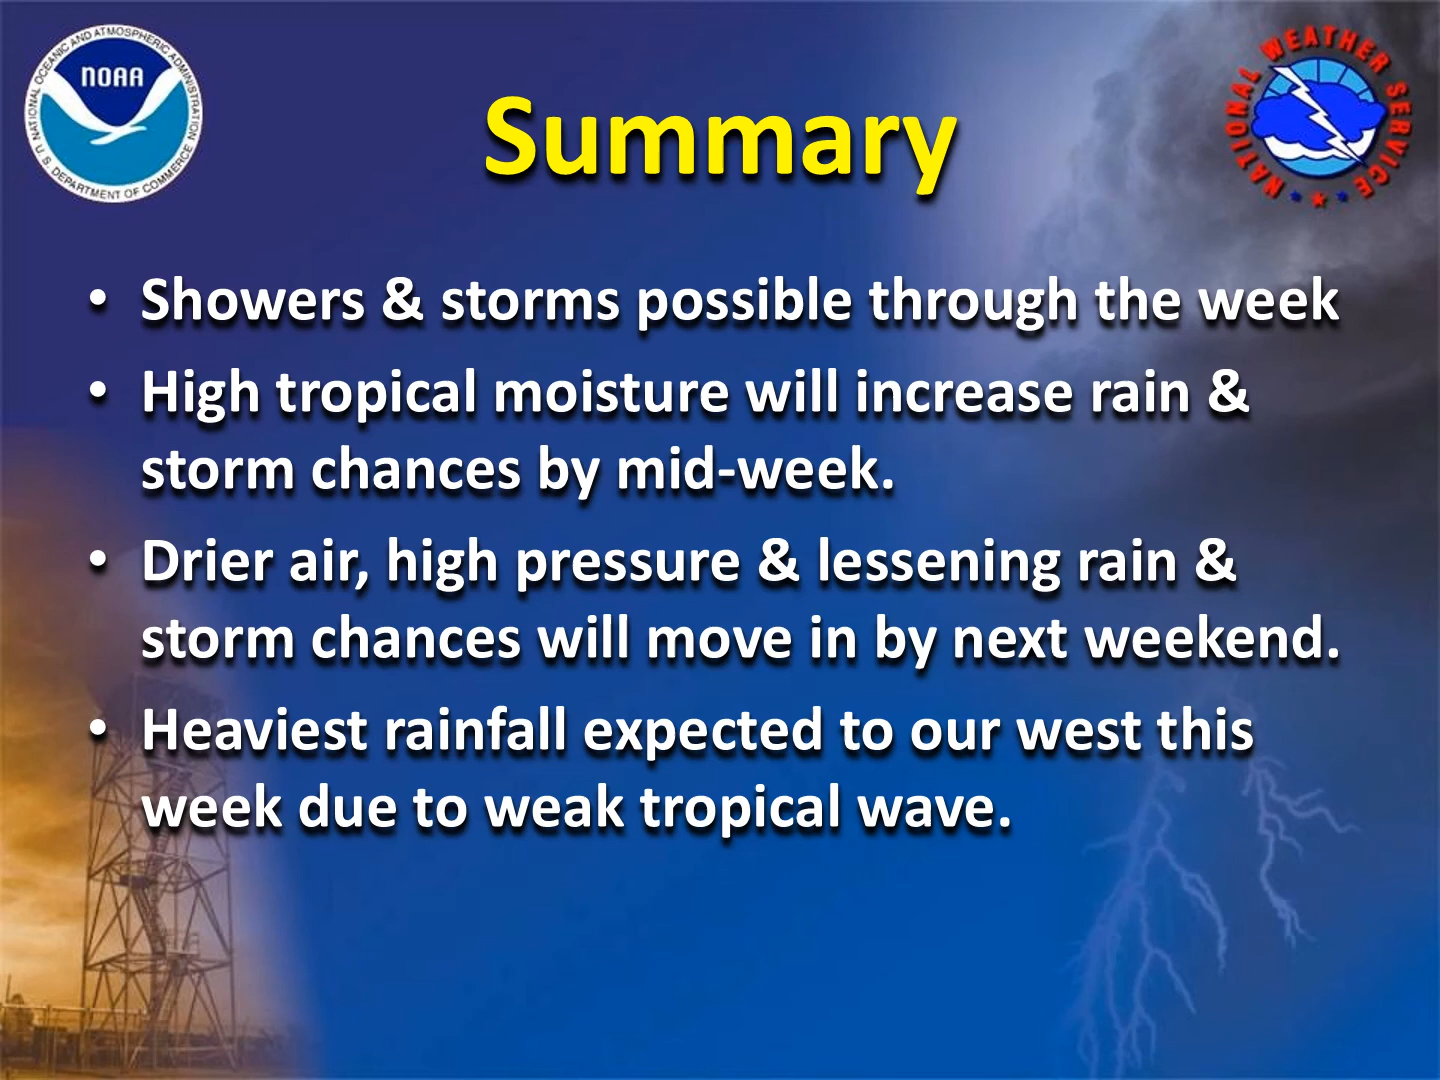 NATIONAL OCEANIC AND ATMOSPHERIC ADMINISTRATION
U.S. DEPARTMENT OF COMMERCE
NOAA
NATIONAL WEATHER SERVICE
Summary
• Showers & storms possible through the week
• High tropical moisture will increase rain &
storm chances by mid-week.
• Drier air, high pressure & lessening rain &
storm chances will move in by next weekend.
• Heaviest rainfall expected to our west this
week due to weak tropical wave.